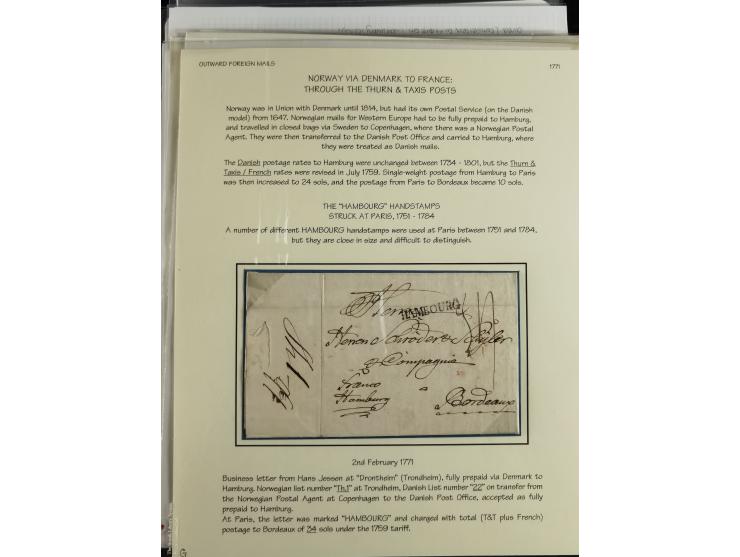 OUTWARD FOREIGN MAILS
1771
NORWAY VIA DENMARK TO FRANCE:
THROUGH THE THURN & TAXIS POSTS
Norway was in Union with Denmark until 1814, but had its own Postal Service (on the Danish
model) from 1647. Norwegian mails for Western Europe had to be fully prepaid to Hamburg,
and travelled in closed bags via Sweden to Copenhagen, where there was a Norwegian Postal
Agent. They were then transferred to the Danish Post Office and carried to Hamburg, where
they were treated as Danish mails.
The Danish postage rates to Hamburg were unchanged between 1734 - 1801, but the Thurn &
Taxis / French rates were revised in July 1759. Single-weight postage from Hamburg to Paris
was then increased to 24 sols, and the postage from Paris to Bordeaux became 10 sols.
THE "HAMBOURG" HANDSTAMPS
STRUCK AT PARIS, 1751 - 1784
A number of different HAMBOURG handstamps were used at Paris between 1751 and 1784,
but they are close in size and difficult to distinguish.
HAMBOURG
Schröder & Schÿler
& Compagnie
Franco
Hamburg
Bordeaux
2nd February 1771
Business letter from Hans Jessen at "Drontheim" (Trondheim), fully prepaid via Denmark to
Hamburg. Norwegian list number "Th.1" at Trondheim, Danish List number "22" on transfer from
the Norwegian Postal Agent at Copenhagen to the Danish Post Office, accepted as fully
prepaid to Hamburg.
At Paris, the letter was marked "HAMBOURG" and charged with total (T&T plus French)
postage to Bordeaux of 34 sols under the 1759 tariff.